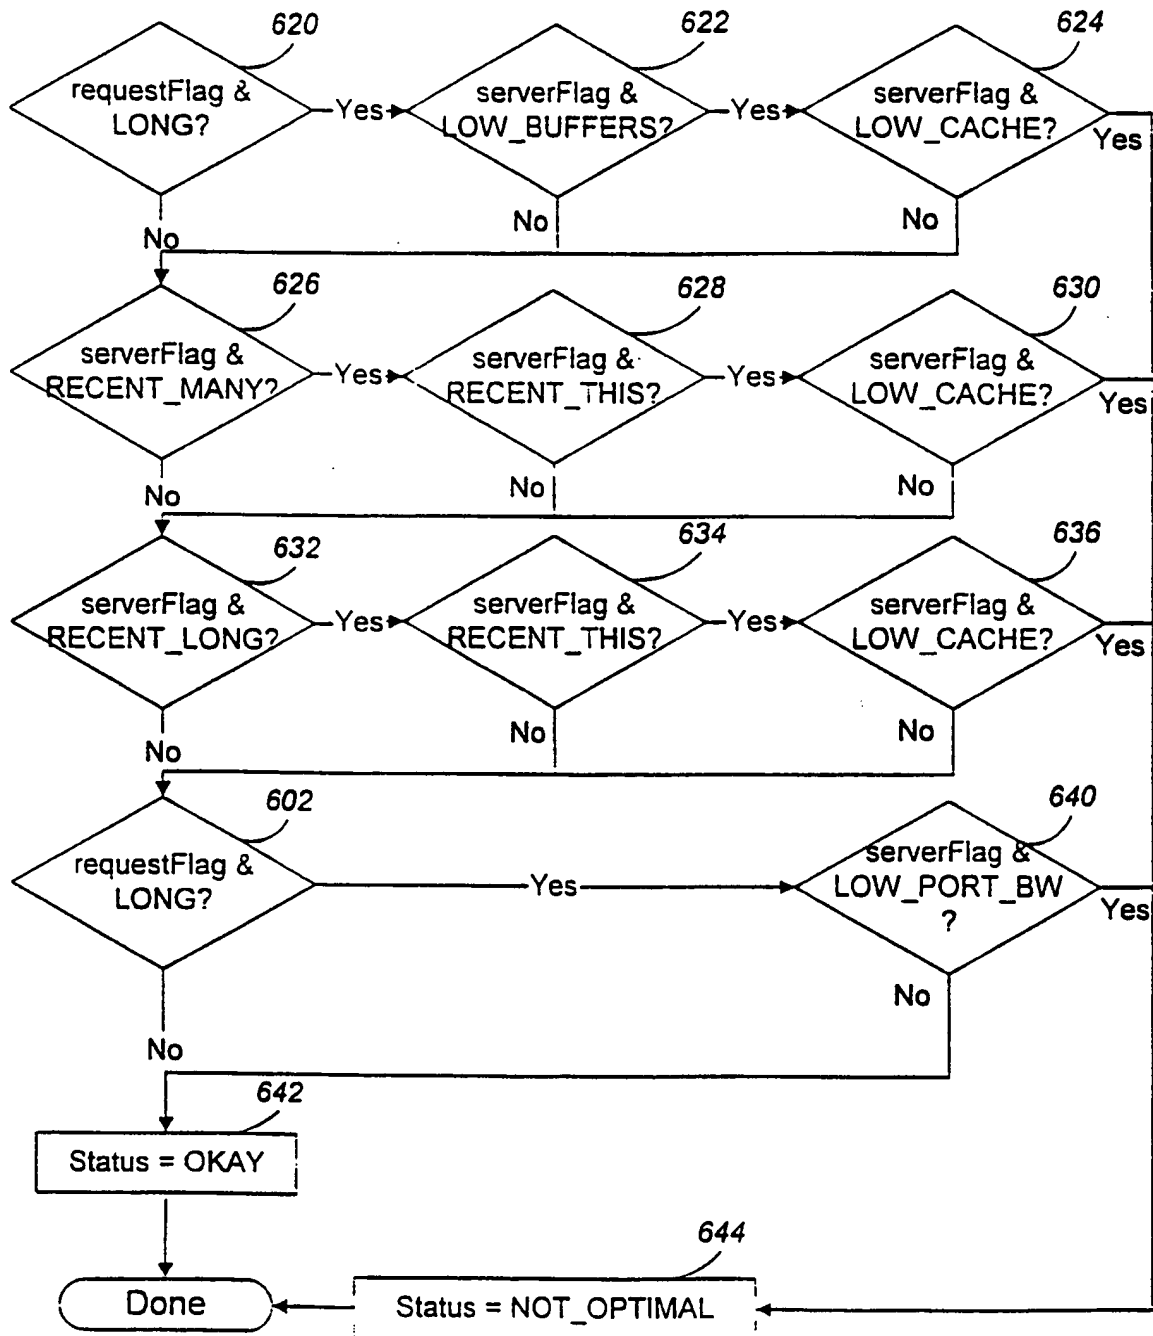 620
622
624
requestFlag &
LONG?
Yes
serverFlag &
LOW_BUFFERS?
Yes
serverFlag &
LOW_CACHE?
Yes
No
No
No
626
628
630
serverFlag &
RECENT_MANY?
Yes
serverFlag &
RECENT_THIS?
Yes
serverFlag &
LOW_CACHE?
Yes
No
No
No
632
634
636
serverFlag &
RECENT_LONG?
Yes
serverFlag &
RECENT_THIS?
Yes
serverFlag &
LOW_CACHE?
Yes
No
No
No
602
640
requestFlag &
LONG?
Yes
serverFlag &
LOW_PORT_BW
?
Yes
No
No
642
Status = OKAY
644
Done
Status = NOT_OPTIMAL